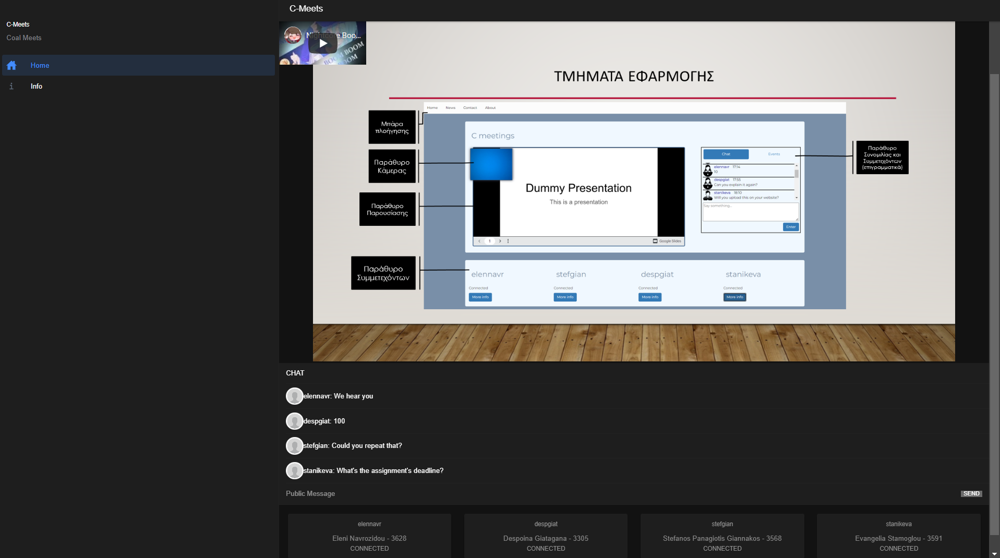 C-Meets
Coal Meets
Home
Info
C-Meets
Nightcore Boo...
BOOM BOOM
ΤΜΗΜΑΤΑ ΕΦΑΡΜΟΓΗΣ
Home News Contact About
Μπάρα
πλοήγησης
Παράθυρο
Κάμερας
Παράθυρο
Παρουσίασης
Παράθυρο
Συμμετεχόντων
C meetings
Dummy Presentation
This is a presentation
1
Google Slides
Chat Events
elennavr 17:14
10
despgiat 17:55
Can you explain it again?
stanikeva 18:10
Will you upload this on your website?
Say something...
Enter
Παράθυρο
Συνομιλίας και
Συμμετεχόντων
(επιγραμματικά)
elennavr stefgian despgiat stanikeva
Connected Connected Connected Connected
More info More info More info More info
CHAT
elennavr: We hear you
despgiat: 100
stefgian: Could you repeat that?
stanikeva: What's the assignment's deadline?
Public Message
SEND
elennavr
Eleni Navrozidou - 3628
CONNECTED
despgiat
Despoina Giatagana - 3305
CONNECTED
stefgian
Stefanos Panagiotis Giannakos - 3568
CONNECTED
stanikeva
Evangelia Stamoglou - 3591
CONNECTED